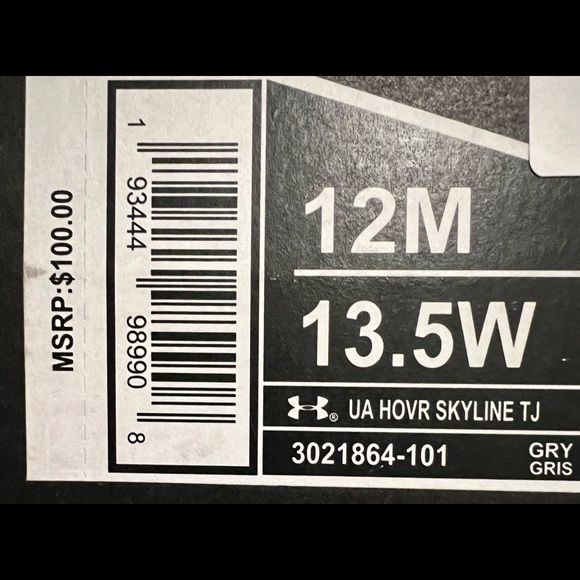 MSRP:$100.00
1 93444 98990 8
12M
13.5W
® UA HOVR SKYLINE TJ
3021864-101
GRY
GRIS